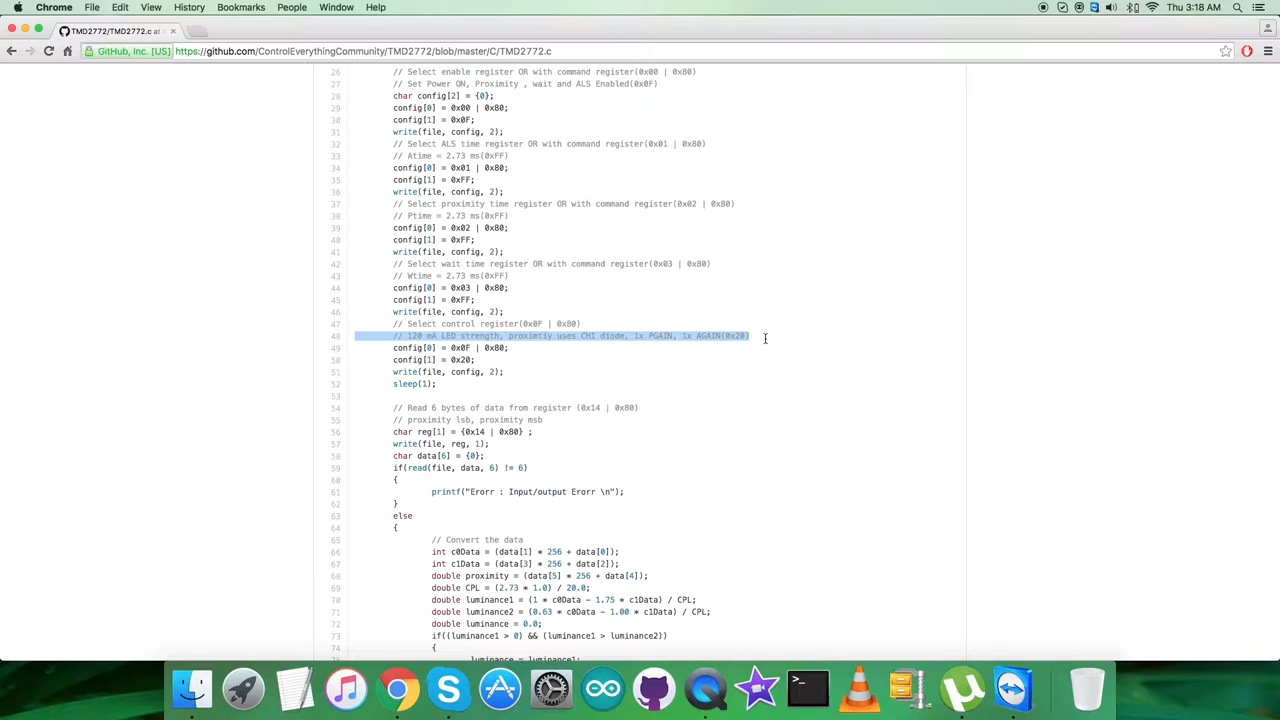 Chrome File Edit View History Bookmarks People Window Help
Thu 3:18 AM
TMD2772/TMD2772.c at
GitHub, Inc. [US] https://github.com/ControlEverythingCommunity/TMD2772/blob/master/C/TMD2772.c
26 // Select enable register OR with command register(0x00 | 0x80)
27 // Set Power ON, Proximity , wait and ALS Enabled(0x0F)
28 char config[2] = {0};
29 config[0] = 0x00 | 0x80;
30 config[1] = 0x0F;
31 write(file, config, 2);
32 // Select ALS time register OR with command register(0x01 | 0x80)
33 // Atime = 2.73 ms(0xFF)
34 config[0] = 0x01 | 0x80;
35 config[1] = 0xFF;
36 write(file, config, 2);
37 // Select proximity time register OR with command register(0x02 | 0x80)
38 // Ptime = 2.73 ms(0xFF)
39 config[0] = 0x02 | 0x80;
40 config[1] = 0xFF;
41 write(file, config, 2);
42 // Select wait time register OR with command register(0x03 | 0x80)
43 // Wtime = 2.73 ms(0xFF)
44 config[0] = 0x03 | 0x80;
45 config[1] = 0xFF;
46 write(file, config, 2);
47 // Select control register(0x0F | 0x80)
48 // 120 mA LED strength, proximtiy uses CH1 diode, 1x PGAIN, 1x AGAIN(0x20)
49 config[0] = 0x0F | 0x80;
50 config[1] = 0x20;
51 write(file, config, 2);
52 sleep(1);
53
54 // Read 6 bytes of data from register (0x14 | 0x80)
55 // proximity lsb, proximity msb
56 char reg[1] = {0x14 | 0x80} ;
57 write(file, reg, 1);
58 char data[6] = {0};
59 if(read(file, data, 6) != 6)
60 {
61 printf("Erorr : Input/output Erorr \n");
62 }
63 else
64 {
65 // Convert the data
66 int c0Data = (data[1] * 256 + data[0]);
67 int c1Data = (data[3] * 256 + data[2]);
68 double proximity = (data[5] * 256 + data[4]);
69 double CPL = (2.73 * 1.0) / 20.0;
70 double luminance1 = (1 * c0Data - 1.75 * c1Data) / CPL;
71 double luminance2 = (0.63 * c0Data - 1.00 * c1Data) / CPL;
72 double luminance = 0.0;
73 if((luminance1 > 0) && (luminance1 > luminance2))
74 {
75 luminance = luminance1;